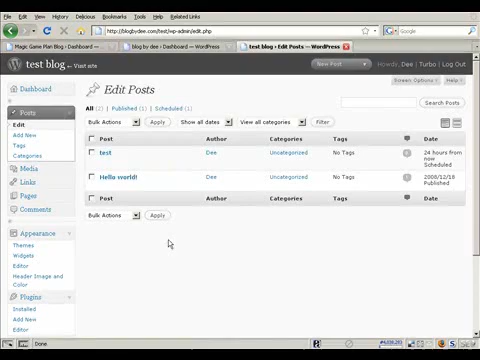 File Edit View History Delicious Bookmarks Tools Help Related Links
http://blogbydee.com/test/wp-admin/edit.php
Magic Game Plan Blog › Dashboard — blog by dee › Dashboard — WordPress test blog › Edit Posts — WordPress
test blog ← Visit site New Post Howdy, Dee | Turbo | Log Out
Screen Options Help
Dashboard
Edit Posts
Posts
All (2) | Published (1) | Scheduled (1)
Search Posts
Edit
Bulk Actions Apply Show all dates View all categories Filter
Add New
Tags
Post Author Categories Tags Date
Categories
test Dee Uncategorized No Tags 24 hours from now Scheduled
Media
Links
Hello world! Dee Uncategorized No Tags 2008/12/18 Published
Pages
Post Author Categories Tags Date
Comments
Bulk Actions Apply
Appearance
Themes
Widgets
Editor
Header Image and Color
Plugins
Installed
Add New
Editor
Done